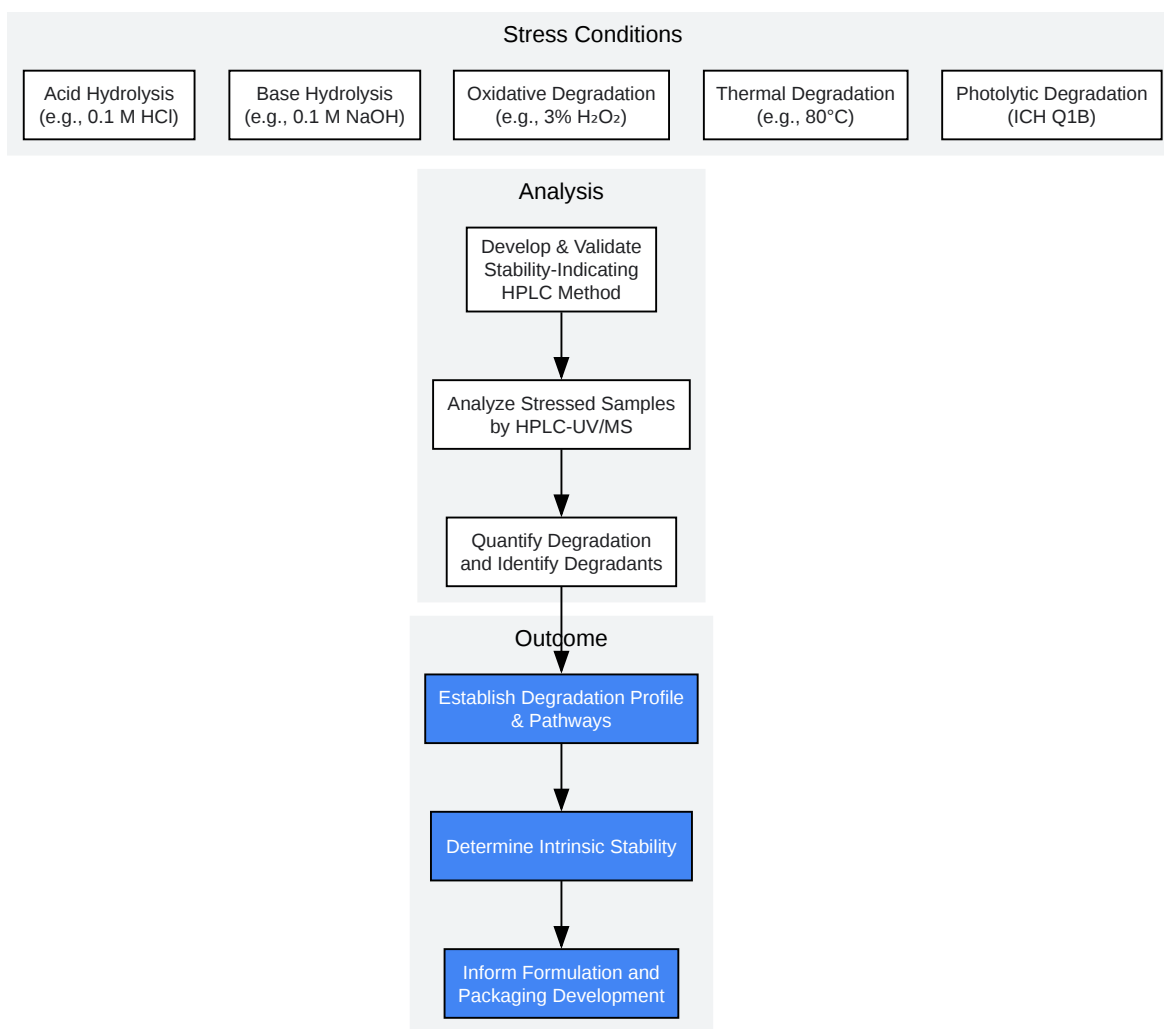 Stress Conditions
Acid Hydrolysis
(e.g., 0.1 M HCl)
Base Hydrolysis
(e.g., 0.1 M NaOH)
Oxidative Degradation
(e.g., 3% H₂O₂)
Thermal Degradation
(e.g., 80°C)
Photolytic Degradation
(ICH Q1B)
Analysis
Develop & Validate
Stability-Indicating
HPLC Method
Analyze Stressed Samples
by HPLC-UV/MS
Quantify Degradation
and Identify Degradants
Outcome
Establish Degradation Profile
& Pathways
Determine Intrinsic Stability
Inform Formulation and
Packaging Development